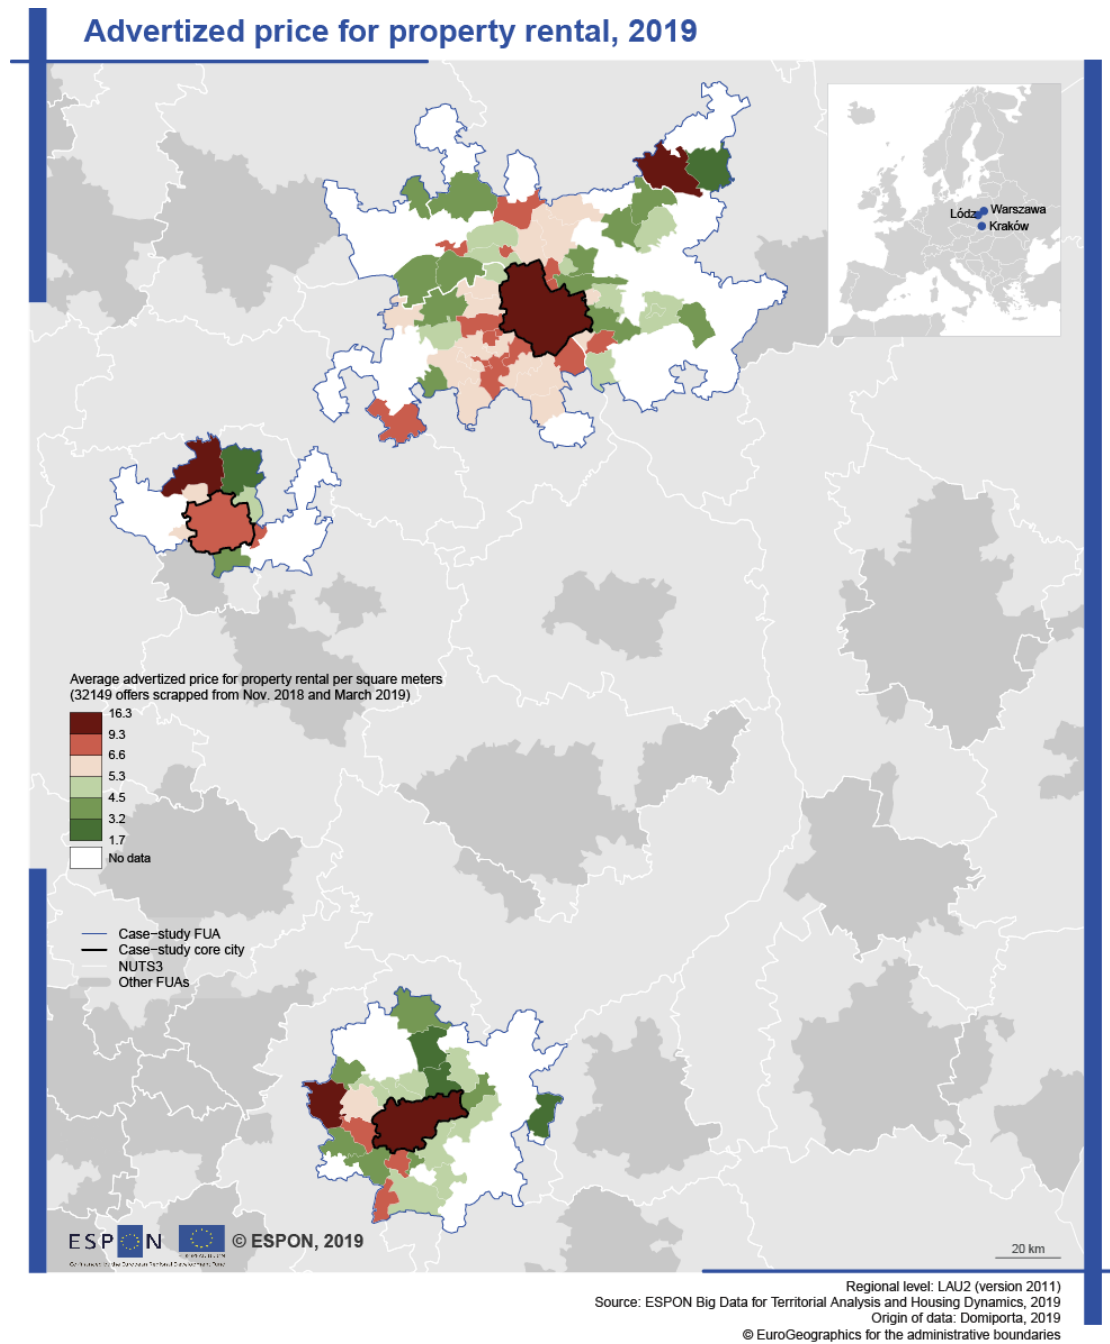 Advertized price for property rental, 2019
Lódz
Warszawa
Kraków
Average advertized price for property rental per square meters
(32149 offers scrapped from Nov. 2018 and March 2019)
16.3
9.3
6.6
5.3
4.5
3.2
1.7
No data
Case−study FUA
Case−study core city
NUTS3
Other FUAs
ESPON
© ESPON, 2019
20 km
Regional level: LAU2 (version 2011)
Source: ESPON Big Data for Territorial Analysis and Housing Dynamics, 2019
Origin of data: Domiporta, 2019
© EuroGeographics for the administrative boundaries